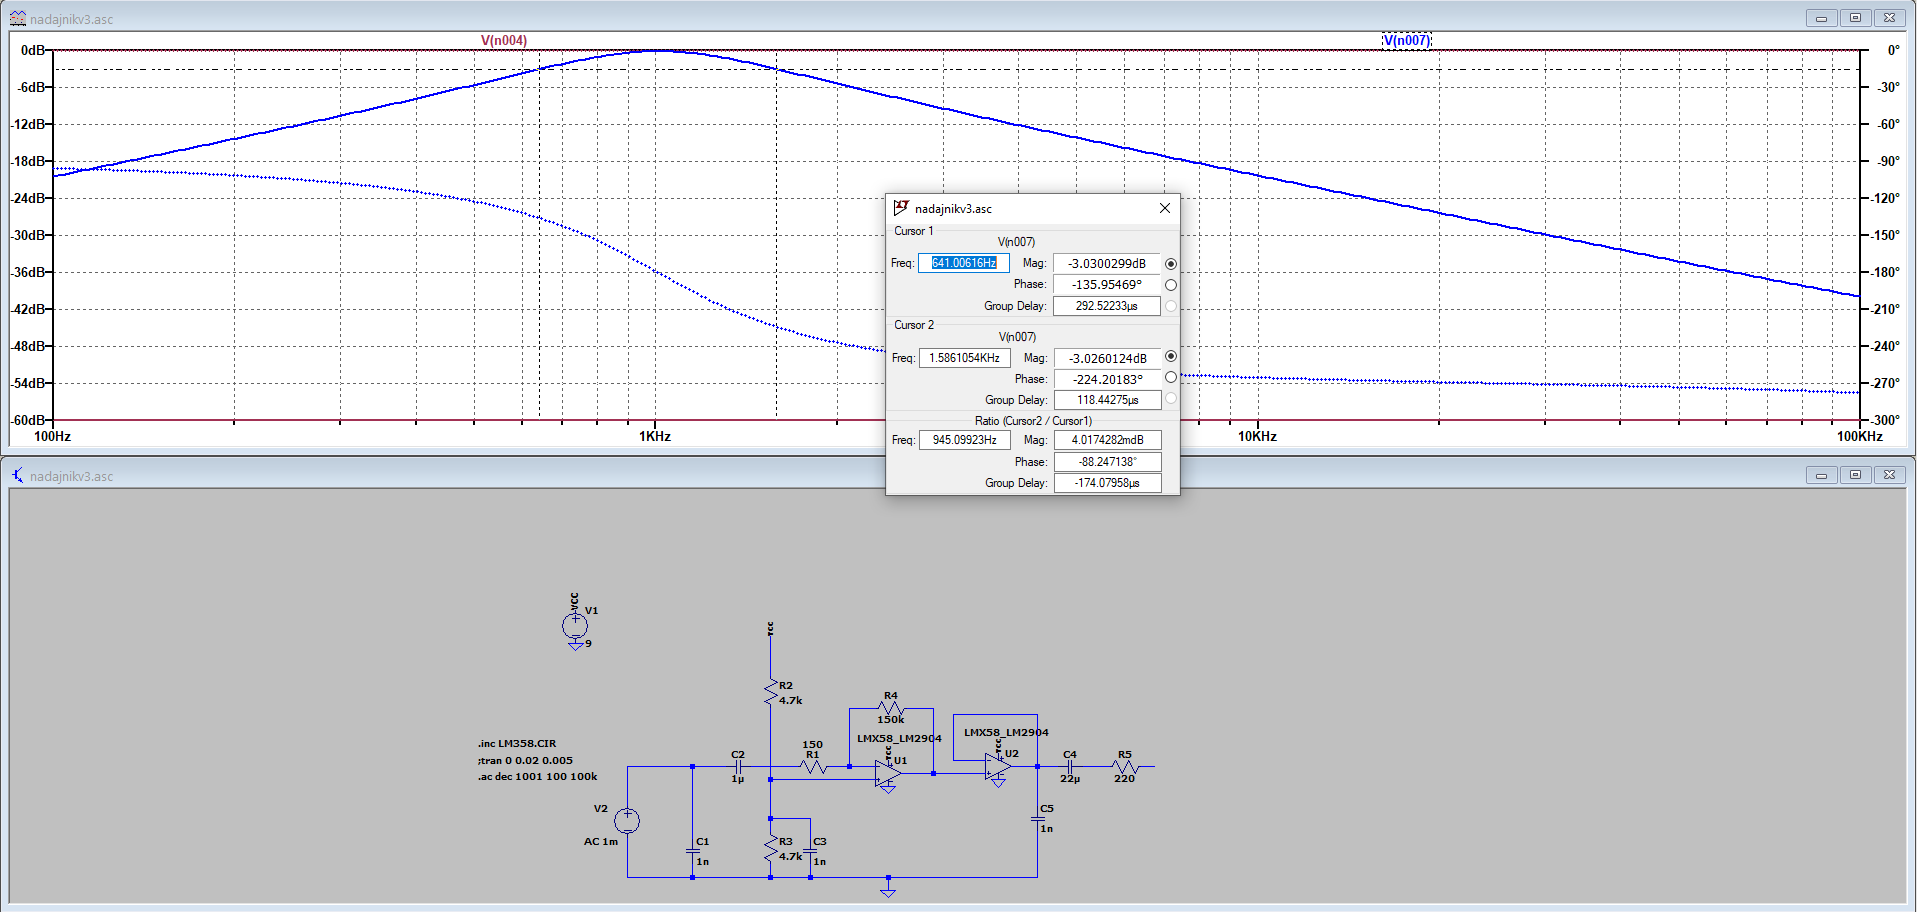 nadajnikv3.asc
V(n004)
V(n007)
0dB
-6dB
-12dB
-18dB
-24dB
-30dB
-36dB
-42dB
-48dB
-54dB
-60dB
0°
-30°
-60°
-90°
-120°
-150°
-180°
-210°
-240°
-270°
-300°
100Hz
1KHz
10KHz
100KHz
nadajnikv3.asc
Cursor 1
V(n007)
Freq: 641.00616Hz Mag: -3.0300299dB
Phase: -135.95469°
Group Delay: 292.52233µs
Cursor 2
V(n007)
Freq: 1.5861054KHz Mag: -3.0260124dB
Phase: -224.20183°
Group Delay: 118.44275µs
Ratio (Cursor2 / Cursor1)
Freq: 945.09923Hz Mag: 4.0174282mdB
Phase: -88.247138°
Group Delay: -174.07958µs
nadajnikv3.asc
VCC
V1
9
VCC
R2
4.7k
R4
150k
LMX58_LM2904
VCC
U1
LMX58_LM2904
VCC
U2
.inc LM358.CIR
;tran 0 0.02 0.005
.ac dec 1001 100 100k
C2
1µ
150
R1
C4
22µ
R5
220
V2
AC 1m
C1
1n
R3
4.7k
C3
1n
C5
1n